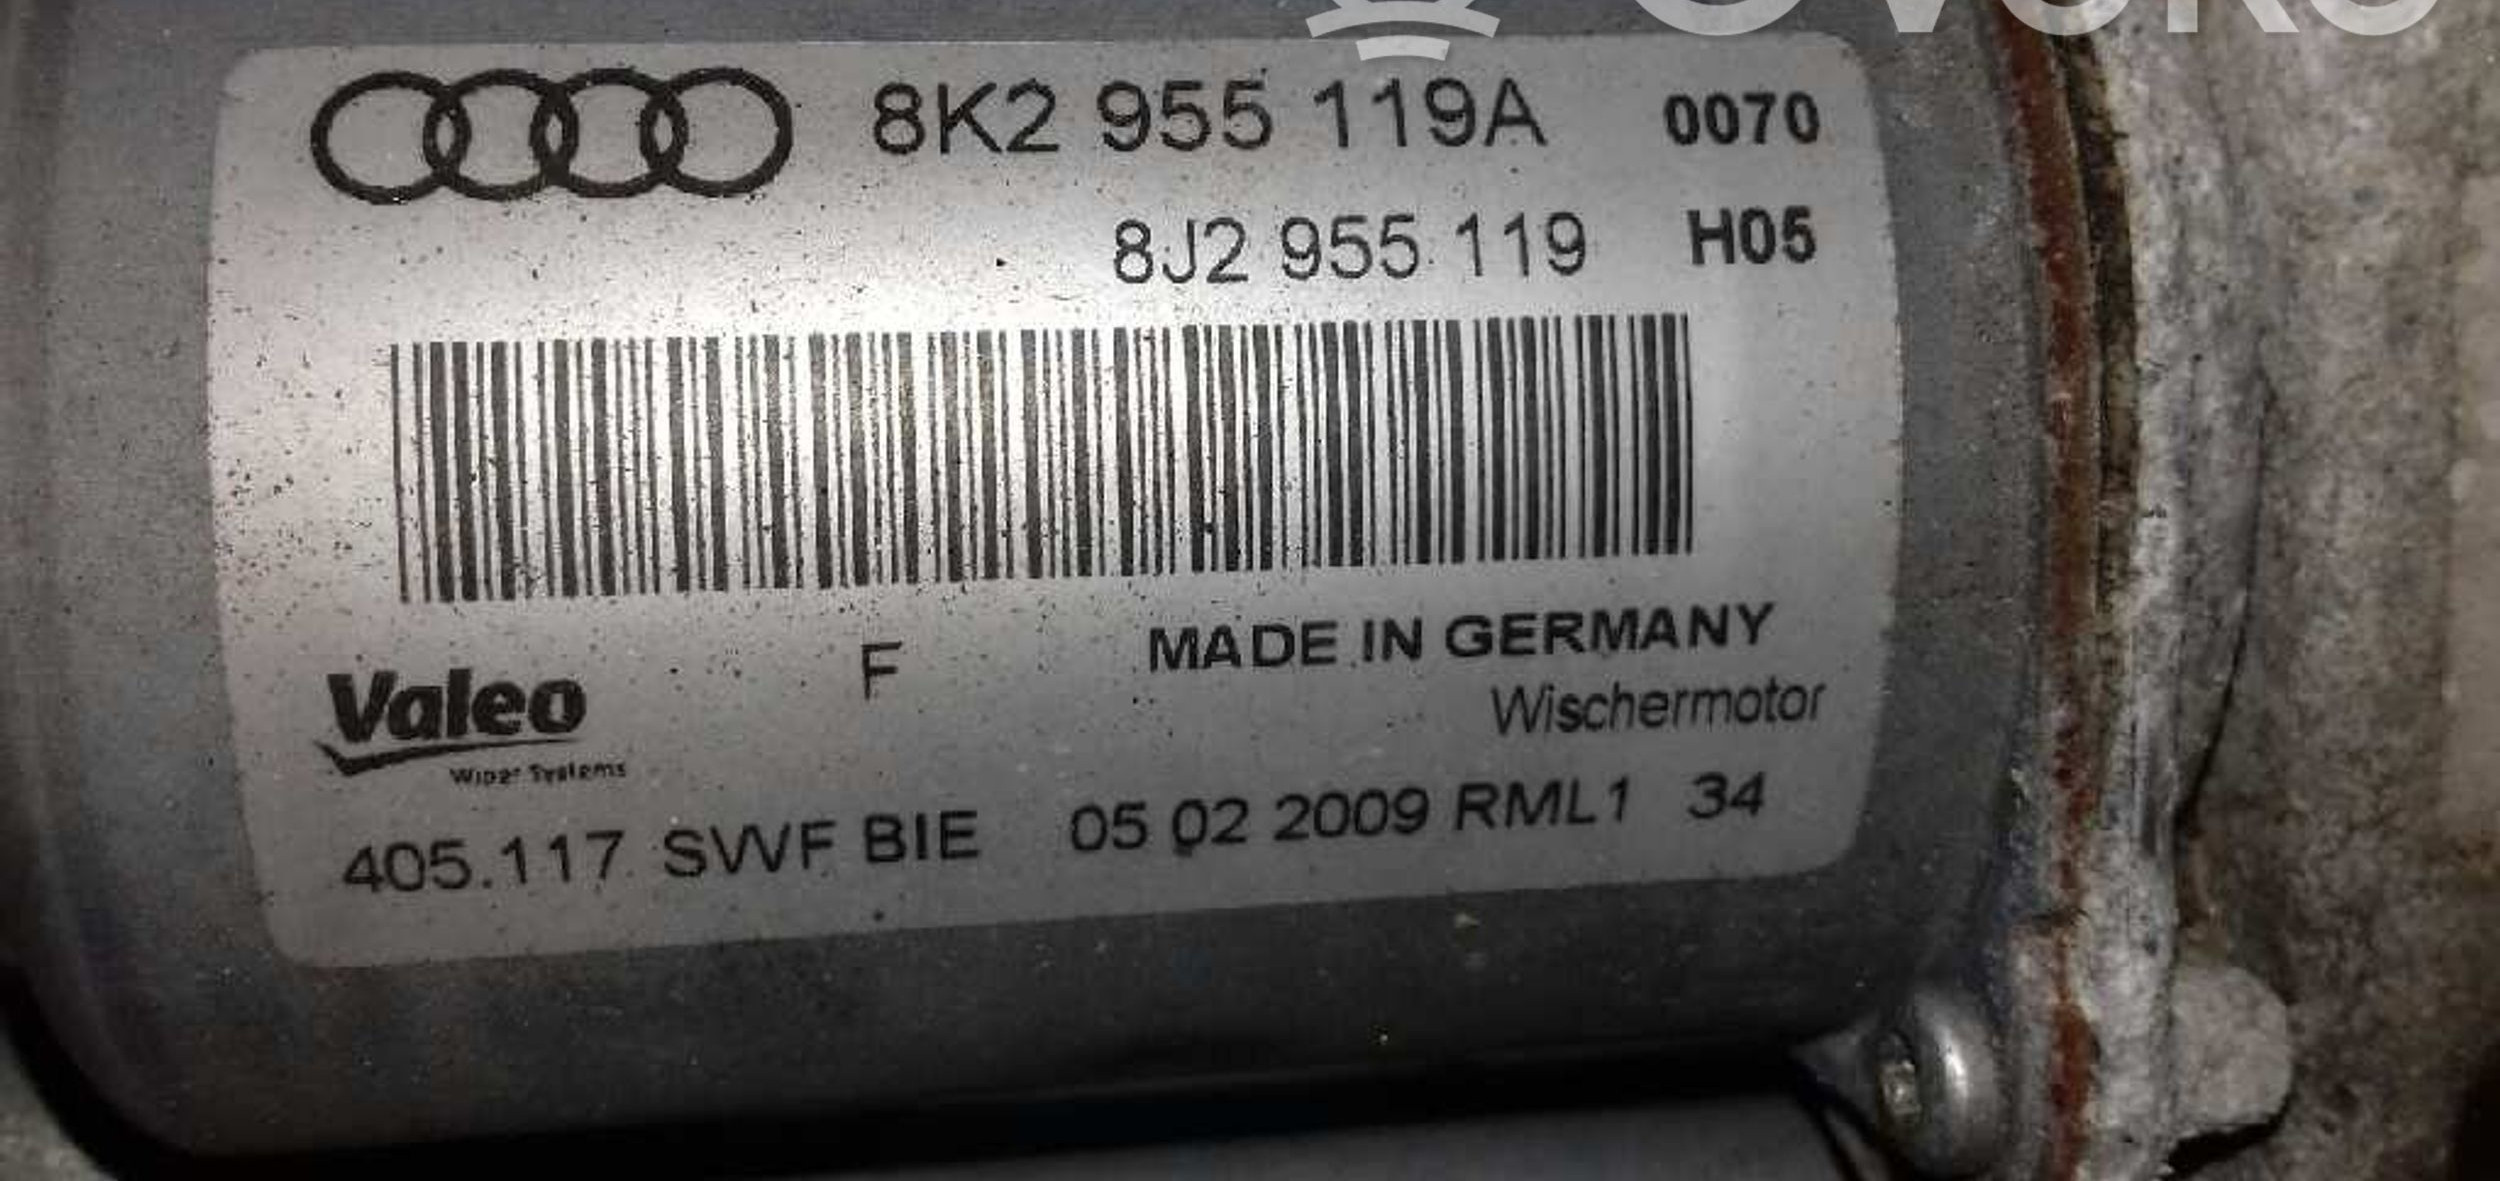 8K2 955 119A 0070
8J2 955 119 H05
Valeo F MADE IN GERMANY
Wischermotor
Wiper Systems
405.117 SWF BIE 05 02 2009 RML1 34